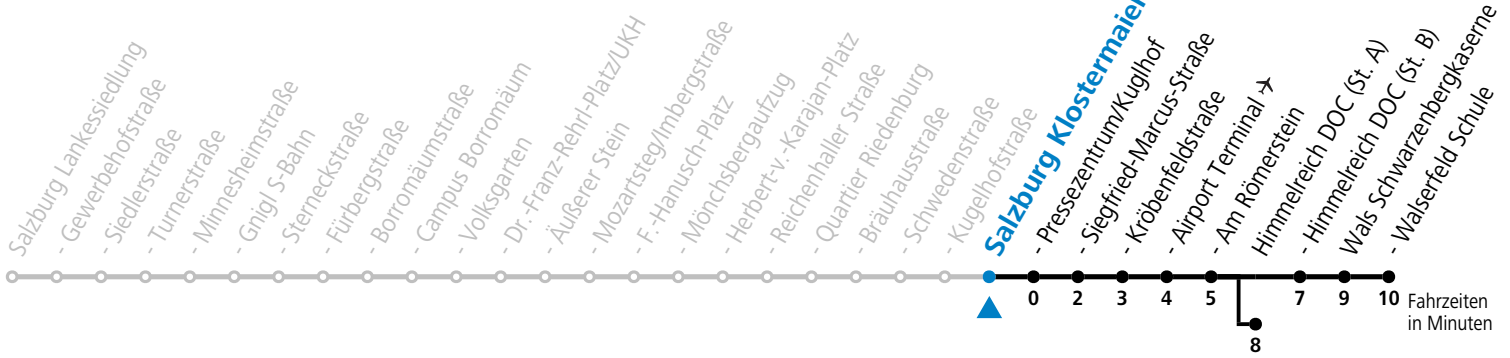 Salzburg Lankessiedlung
- Gewerbehofstraße
- Siedlerstraße
- Turnerstraße
- Minnesheimstraße
- Gnigl S-Bahn
- Sterneckstraße
- Fürbergstraße
- Borromäumstraße
- Campus Borromäum
- Volksgarten
- Dr.-Franz-Rehrl-Platz/UKH
- Äußerer Stein
- Mozartsteg/Imbergstraße
- F.-Hanusch-Platz
- Mönchsbergaufzug
- Herbert-v. Karajan-Platz
- Reichenhaller Straße
- Quartier Riedenburg
- Bräuhausstraße
- Schwedenstraße
- Kugelhofstraße
Salzburg Klostermaier
- Pressezentrum/Kuglhof
- Siegfried-Marcus-Straße
- Kröbenfeldstraße
- Airport Terminal ✈
- Am Römerstein
Himmelreich DOC (St. A)
- Himmelreich DOC (St. B)
Wals Schwarzenbergkaserne
- Walserfeld Schule
0 2 3 4 5 7 9 10 Fahrzeiten
in Minuten
8